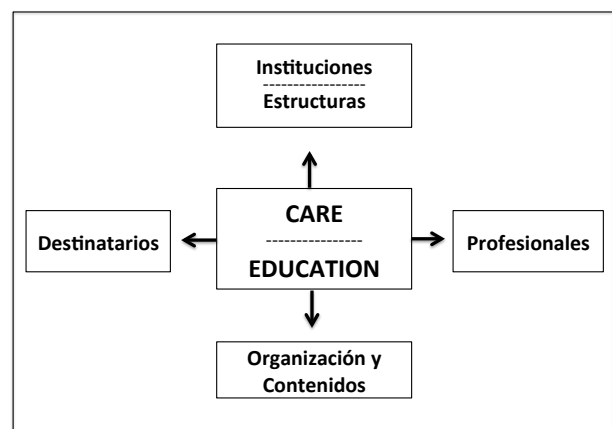 Instituciones
Estructuras
CARE
EDUCATION
Destinatarios
Profesionales
Organización y
Contenidos